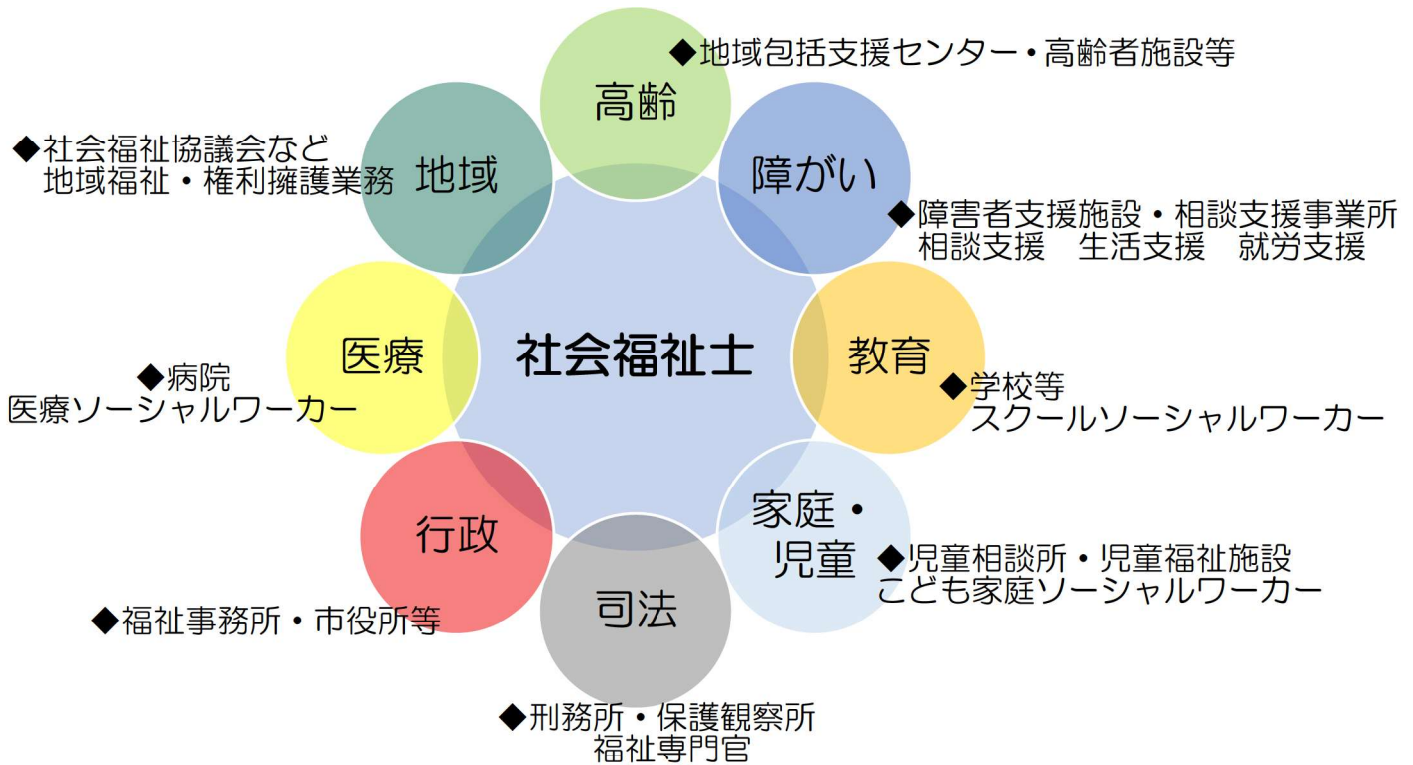 高齢
◆地域包括支援センター・高齢者施設等
障がい
◆障害者支援施設・相談支援事業所
相談支援　生活支援　就労支援
教育
◆学校等
スクールソーシャルワーカー
家庭・
児童
◆児童相談所・児童福祉施設
こども家庭ソーシャルワーカー
司法
◆刑務所・保護観察所
福祉専門官
行政
◆福祉事務所・市役所等
医療
◆病院
医療ソーシャルワーカー
地域
◆社会福祉協議会など
地域福祉・権利擁護業務
社会福祉士